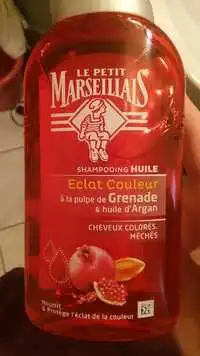 LE PETIT
MARSEILLAIS
SHAMPOOING HUILE
Eclat Couleur
à la pulpe de Grenade
& huile d'Argan
CHEVEUX COLORÉS,
MÉCHÉS
Nourrit
& Protège l'éclat de la couleur